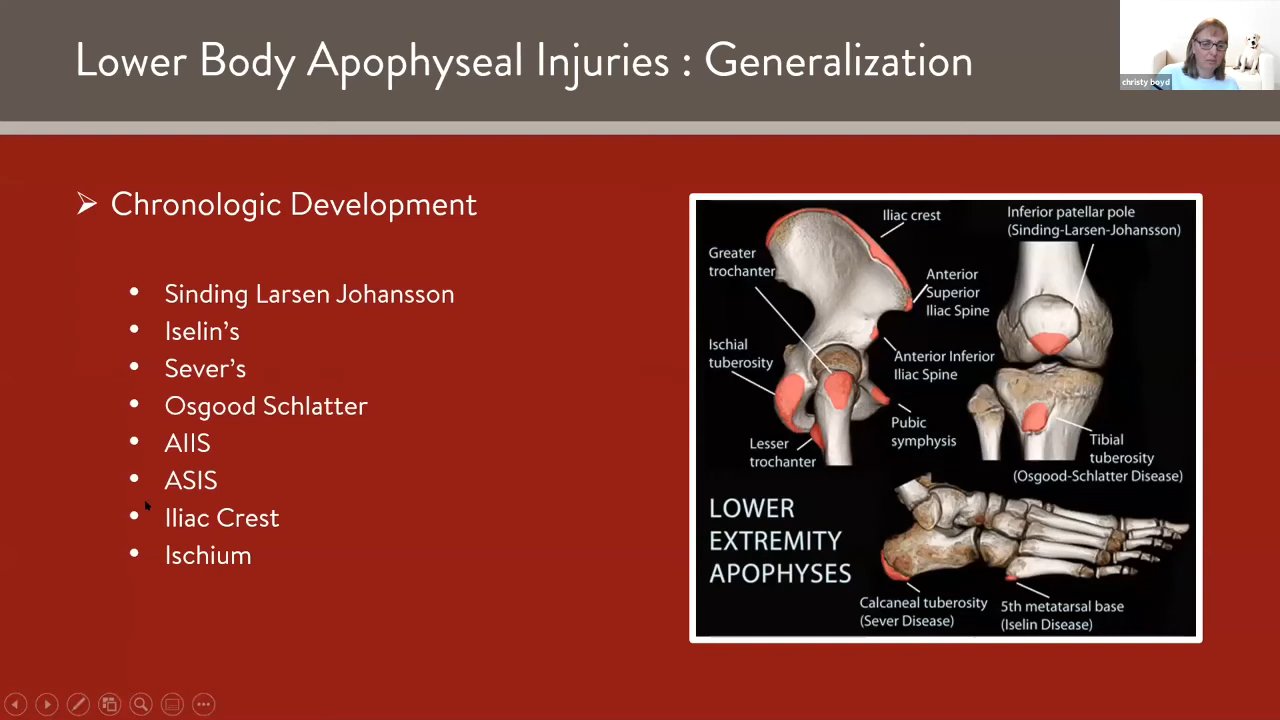 Lower Body Apophyseal Injuries : Generalization
christy boyd
Chronologic Development
Sinding Larsen Johansson
Iselin's
Sever's
Osgood Schlatter
AIIS
ASIS
Iliac Crest
Ischium
Iliac crest
Inferior patellar pole
(Sinding-Larsen-Johansson)
Greater
trochanter
Anterior
Superior
Iliac Spine
Ischial
tuberosity
Anterior Inferior
Iliac Spine
Pubic
symphysis
Lesser
trochanter
Tibial
tuberosity
(Osgood-Schlatter Disease)
LOWER
EXTREMITY
APOPHYSES
Calcaneal tuberosity
(Sever Disease)
5th metatarsal base
(Iselin Disease)